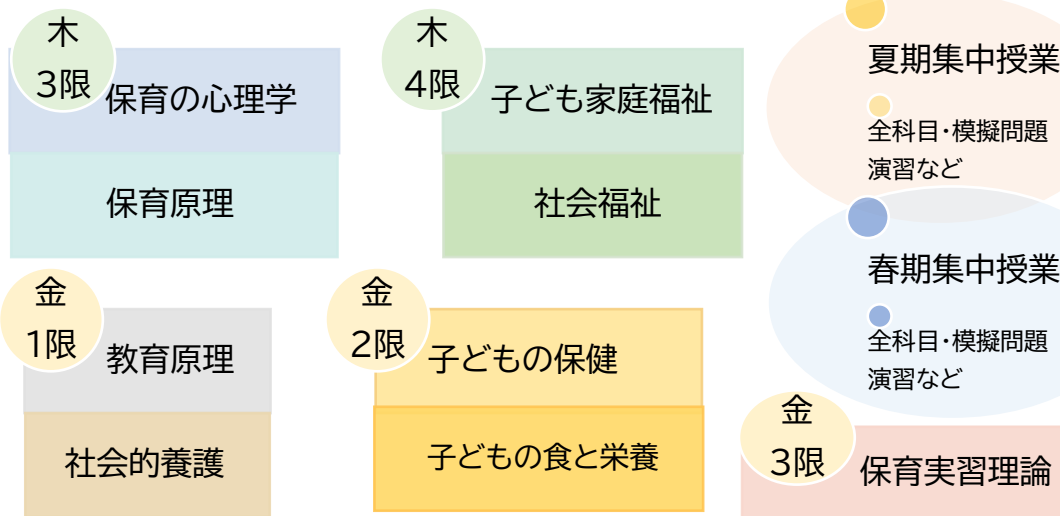 木
3限
保育の心理学
保育原理
木
4限
子ども家庭福祉
社会福祉
夏期集中授業
全科目・模擬問題
演習など
春期集中授業
全科目・模擬問題
演習など
金
1限
教育原理
社会的養護
金
2限
子どもの保健
子どもの食と栄養
金
3限
保育実習理論